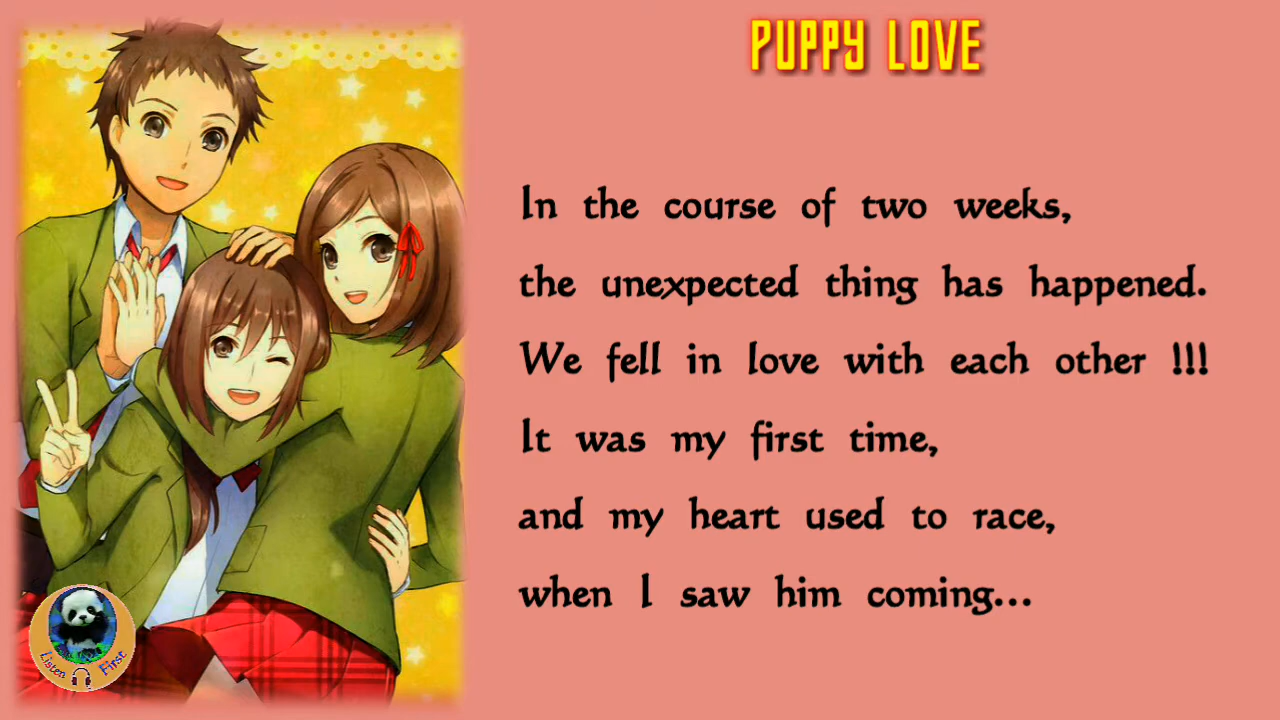 PUPPY LOVE
In the course of two weeks,
the unexpected thing has happened.
We fell in love with each other !!!
It was my first time,
and my heart used to race,
when I saw him coming...
Listen First